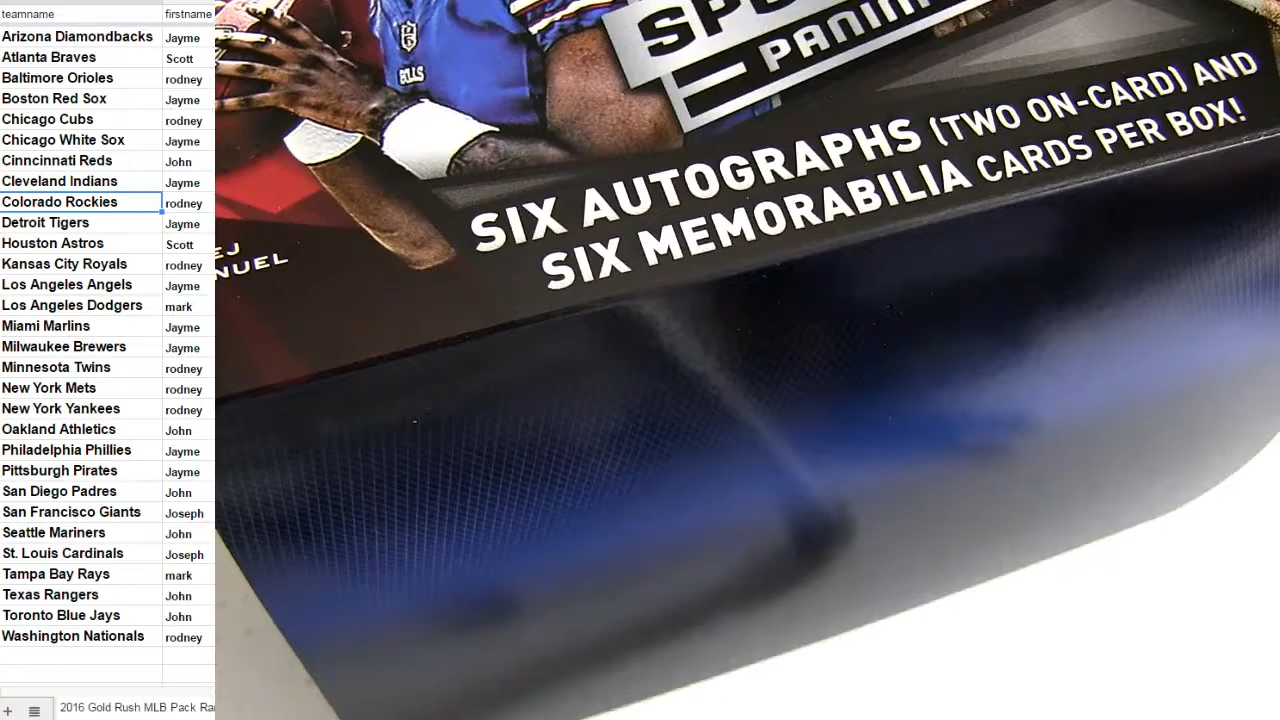 teamname firstname
Arizona Diamondbacks Jayme
Atlanta Braves Scott
Baltimore Orioles rodney
Boston Red Sox Jayme
Chicago Cubs rodney
Chicago White Sox Jayme
Cinncinnati Reds John
Cleveland Indians Jayme
Colorado Rockies rodney
Detroit Tigers Jayme
Houston Astros Scott
Kansas City Royals rodney
Los Angeles Angels Jayme
Los Angeles Dodgers mark
Miami Marlins Jayme
Milwaukee Brewers Jayme
Minnesota Twins rodney
New York Mets rodney
New York Yankees rodney
Oakland Athletics John
Philadelphia Phillies Jayme
Pittsburgh Pirates Jayme
San Diego Padres John
San Francisco Giants Joseph
Seattle Mariners John
St. Louis Cardinals Joseph
Tampa Bay Rays mark
Texas Rangers John
Toronto Blue Jays John
Washington Nationals rodney
2016 Gold Rush MLB Pack
PANINI
BILLS
SIX AUTOGRAPHS (TWO ON-CARD) AND
SIX MEMORABILIA CARDS PER BOX!
EJ